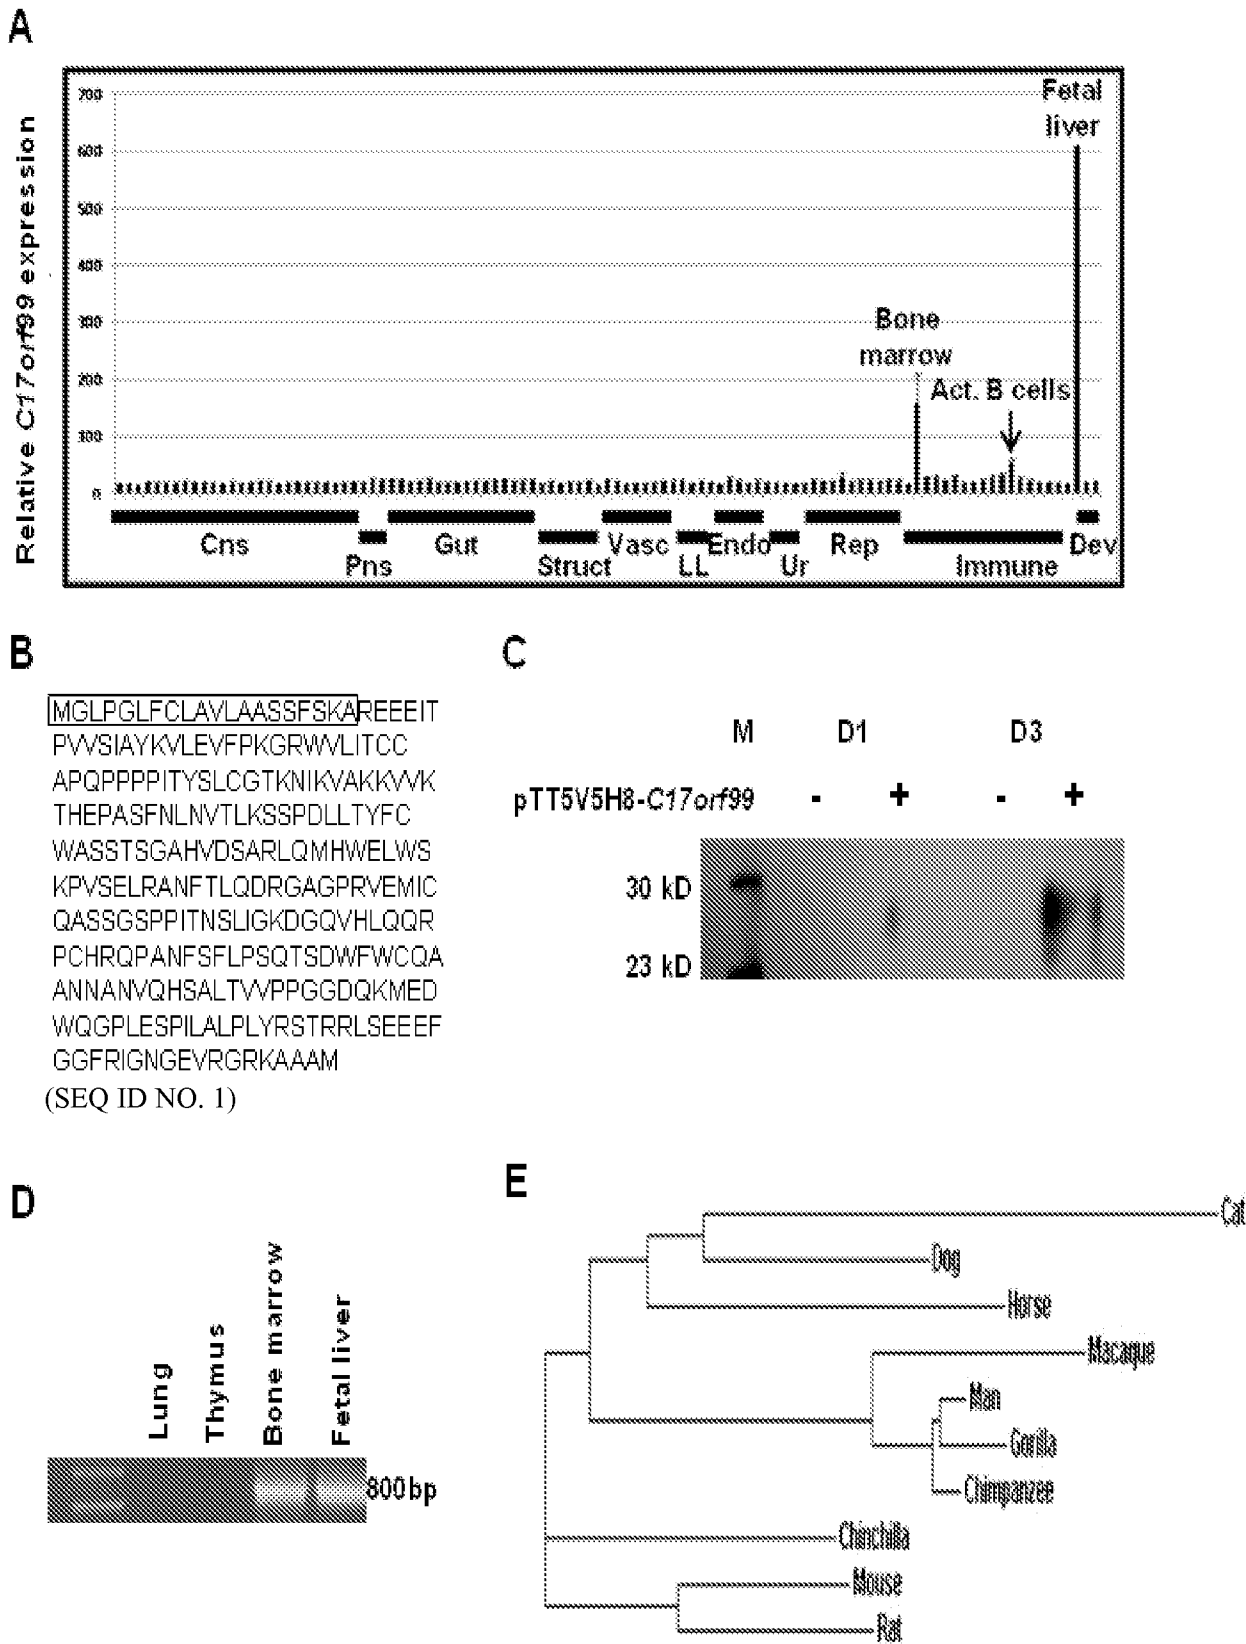 A
Relative C17orf99 expression
700
600
500
400
300
200
100
0
Fetal
liver
Bone
marrow
Act. B cells
Cns
Pns
Gut
Struct
Vasc
LL
Endo
Ur
Rep
Immune
Dev
B
MGLPGLFCLAVLAASSFSKAREEEIT
PVVSIAYKVLEVFPKGRWVLITCC
APQPPPPITYSLCGTKNIKVAKKVVK
THEPASFNLNVTLKSSPDLLTYFC
WASSTSGAHVDSARLQMHWELWS
KPVSELRANFTLQDRGAGPRVEMIC
QASSGSPPITNSLIGKDGQVHLQQR
PCHRQPANFSFLPSQTSDWFWCQA
ANNANVQHSALTVVPPGGDQKMED
WQGPLESPILALPLYRSTRRLSEEEF
GGFRIGNGEVRGRKAAAM
(SEQ ID NO. 1)
C
M D1 D3
pTT5V5H8-C17orf99 - + - +
30 kD
23 kD
D
Lung
Thymus
Bone marrow
Fetal liver
800bp
E
Cat
Dog
Horse
Macaque
Man
Gorilla
Chimpanzee
Chinchilla
Mouse
Rat